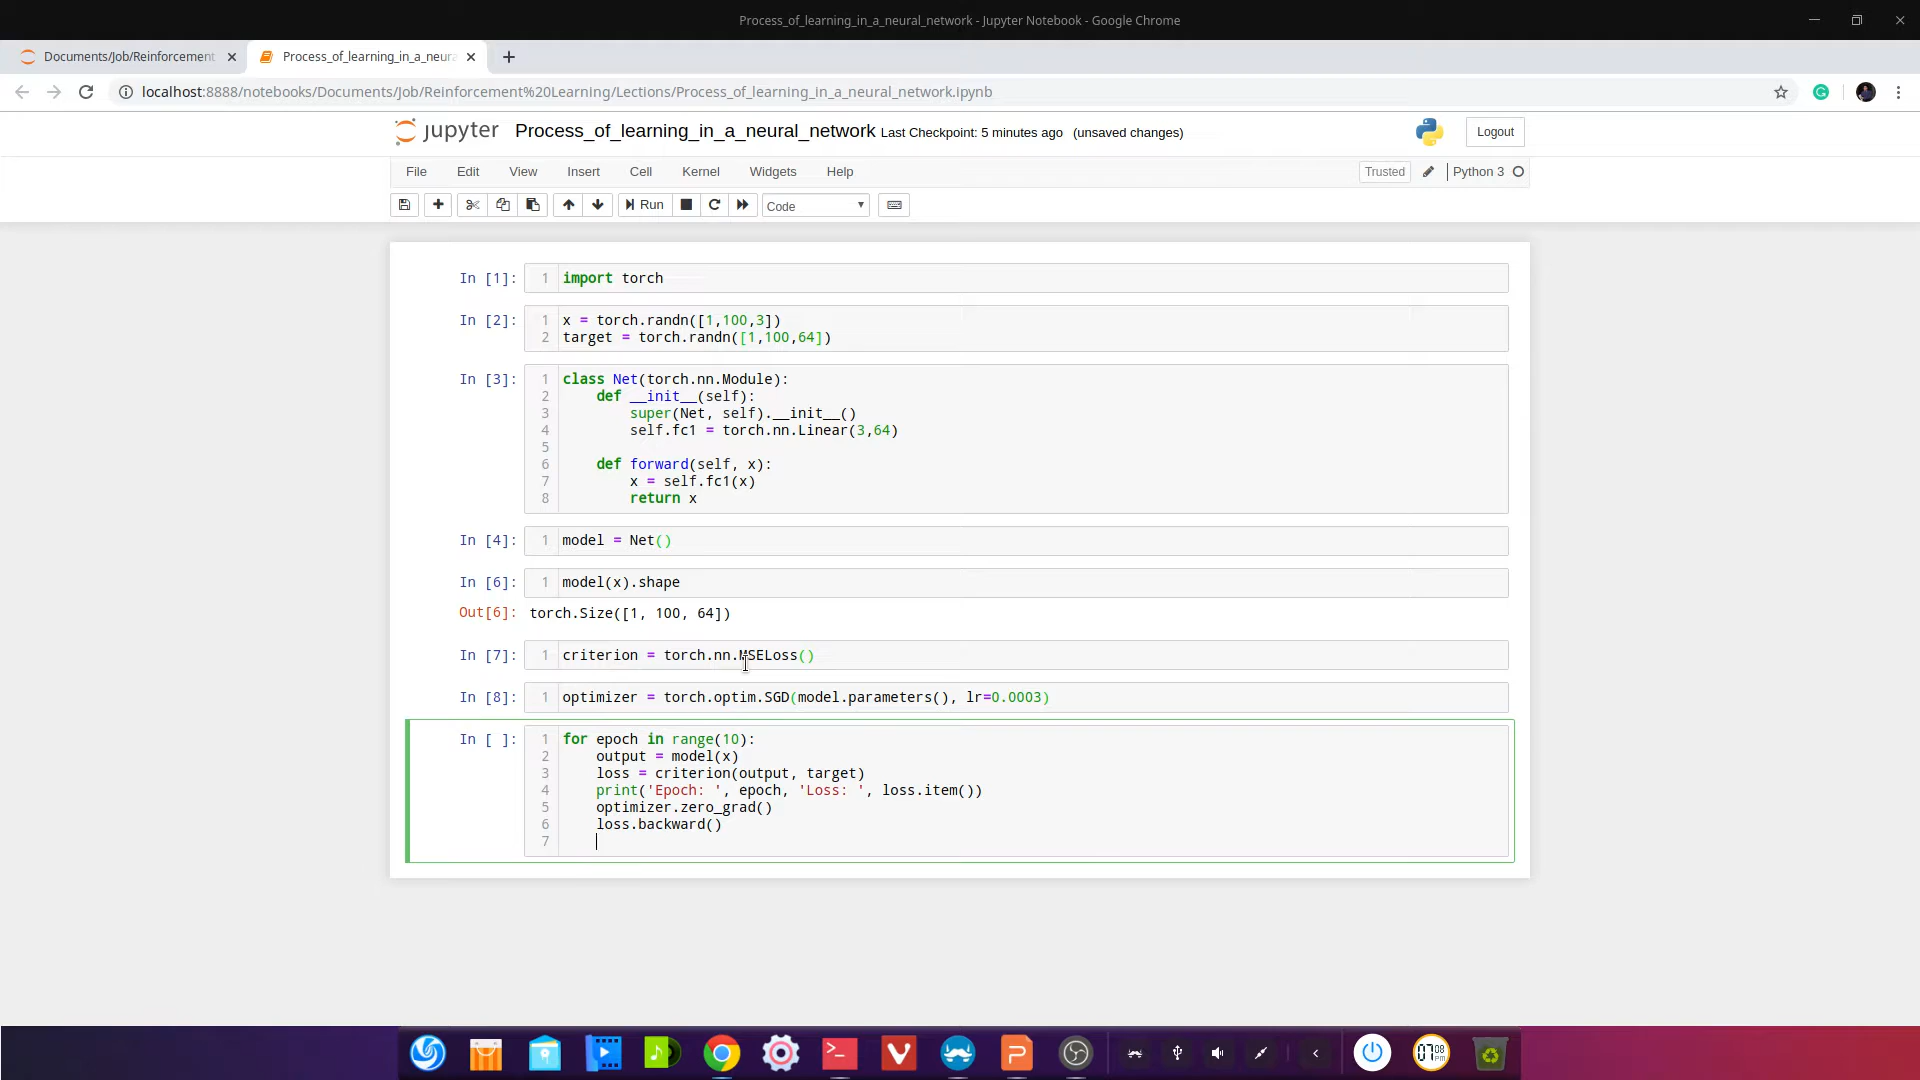 Process_of_learning_in_a_neural_network - Jupyter Notebook - Google Chrome
Documents/Job/Reinforcement
Process_of_learning_in_a_neura
localhost:8888/notebooks/Documents/Job/Reinforcement%20Learning/Lections/Process_of_learning_in_a_neural_network.ipynb
jupyter Process_of_learning_in_a_neural_network Last Checkpoint: 5 minutes ago (unsaved changes)
Logout
File Edit View Insert Cell Kernel Widgets Help
Trusted Python 3
Run Code
In [1]: 1 import torch
In [2]: 1 x = torch.randn([1,100,3])
2 target = torch.randn([1,100,64])
In [3]: 1 class Net(torch.nn.Module):
2 def __init__(self):
3 super(Net, self).__init__()
4 self.fc1 = torch.nn.Linear(3,64)
5
6 def forward(self, x):
7 x = self.fc1(x)
8 return x
In [4]: 1 model = Net()
In [6]: 1 model(x).shape
Out[6]: torch.Size([1, 100, 64])
In [7]: 1 criterion = torch.nn.MSELoss()
In [8]: 1 optimizer = torch.optim.SGD(model.parameters(), lr=0.0003)
In [ ]: 1 for epoch in range(10):
2 output = model(x)
3 loss = criterion(output, target)
4 print('Epoch: ', epoch, 'Loss: ', loss.item())
5 optimizer.zero_grad()
6 loss.backward()
7
07:08